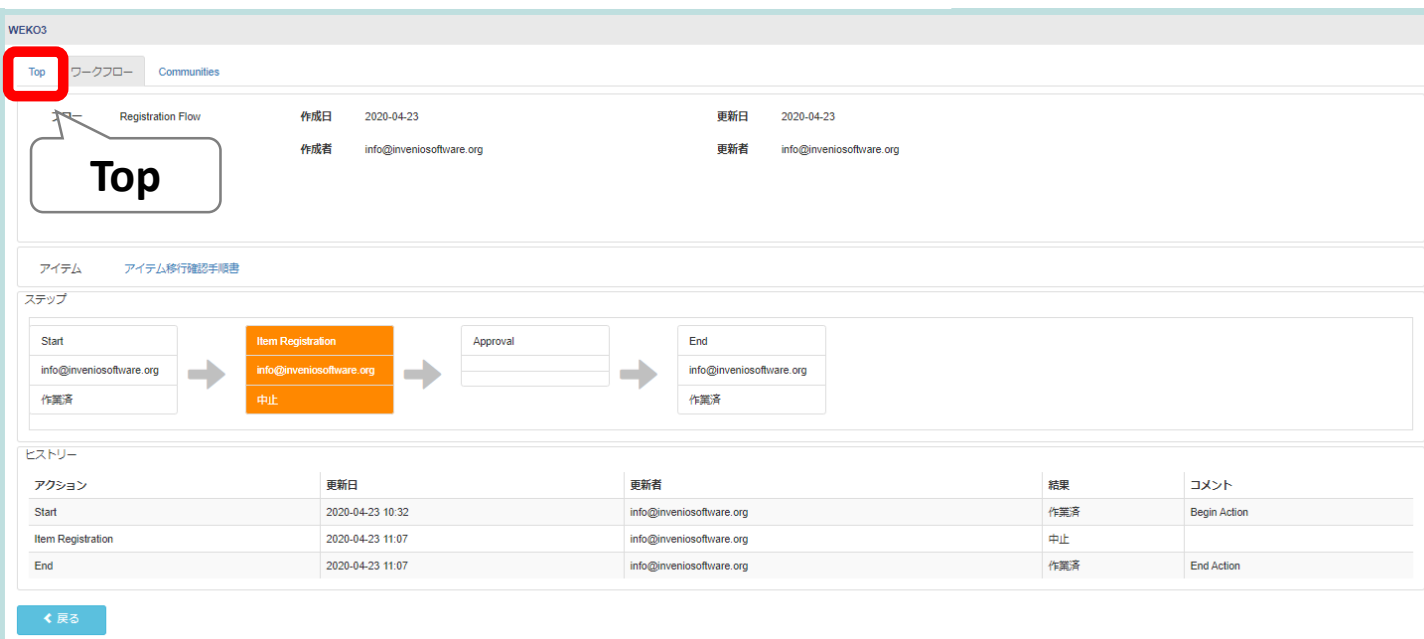 WEKO3
Top ワークフロー Communities
フロー Registration Flow 作成日 2020-04-23 更新日 2020-04-23
作成者 info@inveniosoftware.org 更新者 info@inveniosoftware.org
Top
アイテム アイテム移行確認手順書
ステップ
Start Item Registration Approval End
info@inveniosoftware.org info@inveniosoftware.org info@inveniosoftware.org
作業済 中止 作業済
ヒストリー
アクション 更新日 更新者 結果 コメント
Start 2020-04-23 10:32 info@inveniosoftware.org 作業済 Begin Action
Item Registration 2020-04-23 11:07 info@inveniosoftware.org 中止
End 2020-04-23 11:07 info@inveniosoftware.org 作業済 End Action
戻る